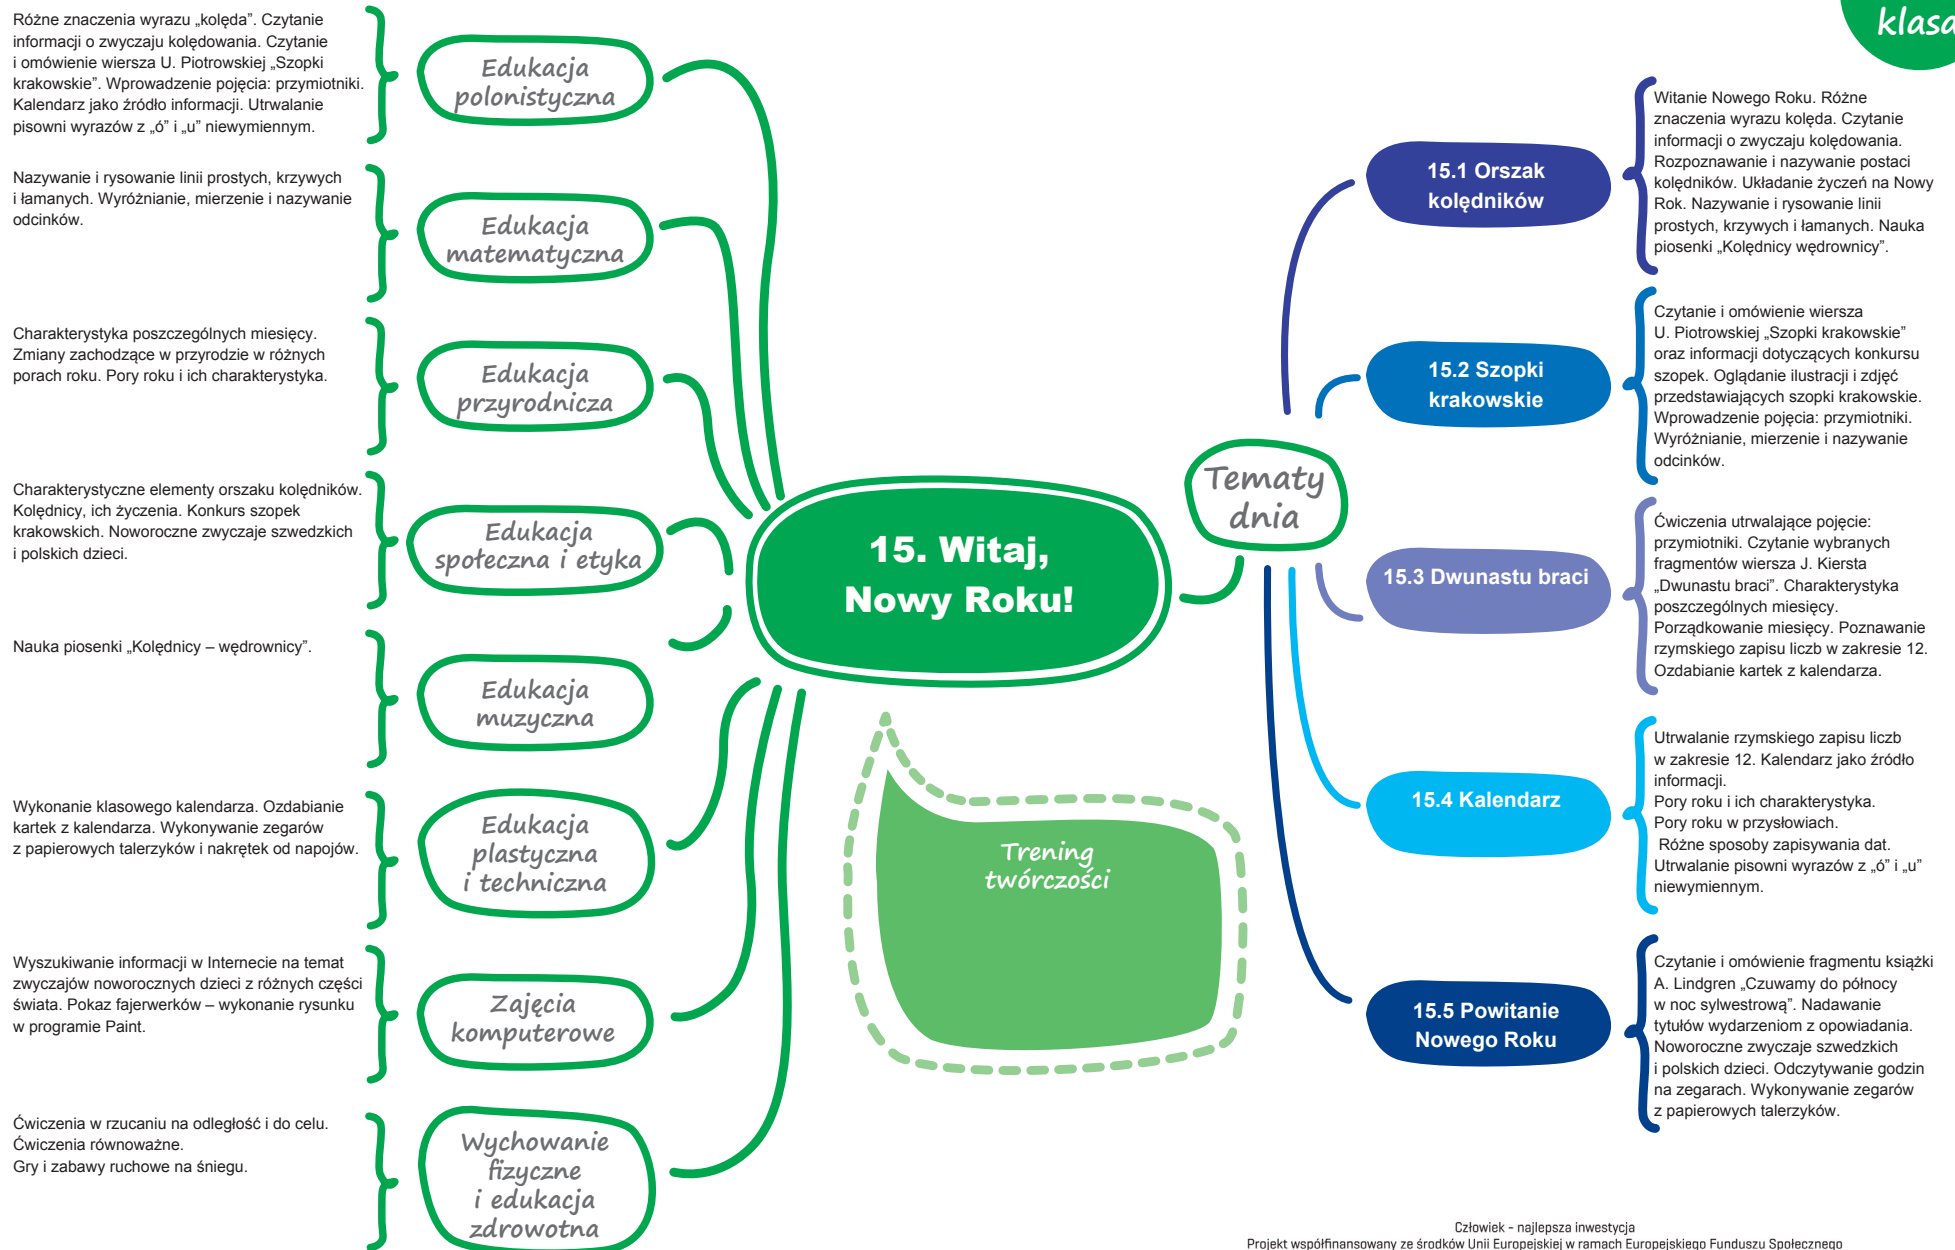 Różne znaczenia wyrazu „kolęda”. Czytanie
informacji o zwyczaju kolędowania. Czytanie
i omówienie wiersza U. Piotrowskiej „Szopki
krakowskie”. Wprowadzenie pojęcia: przymiotniki.
Kalendarz jako źródło informacji. Utrwalanie
pisowni wyrazów z „ó” i „u” niewymiennym.
Edukacja
polonistyczna
Nazywanie i rysowanie linii prostych, krzywych
i łamanych. Wyróżnianie, mierzenie i nazywanie
odcinków.
Edukacja
matematyczna
Charakterystyka poszczególnych miesięcy.
Zmiany zachodzące w przyrodzie w różnych
porach roku. Pory roku i ich charakterystyka.
Edukacja
przyrodnicza
Charakterystyczne elementy orszaku kolędników.
Kolędnicy, ich życzenia. Konkurs szopek
krakowskich. Noworoczne zwyczaje szwedzkich
i polskich dzieci.
Edukacja
społeczna i etyka
Nauka piosenki „Kolędnicy – wędrownicy”.
Edukacja
muzyczna
Wykonanie klasowego kalendarza. Ozdabianie
kartek z kalendarza. Wykonywanie zegarów
z papierowych talerzyków i nakrętek od napojów.
Edukacja
plastyczna
i techniczna
Wyszukiwanie informacji w Internecie na temat
zwyczajów noworocznych dzieci z różnych części
świata. Pokaz fajerwerków – wykonanie rysunku
w programie Paint.
Zajęcia
komputerowe
Ćwiczenia w rzucaniu na odległość i do celu.
Ćwiczenia równoważne.
Gry i zabawy ruchowe na śniegu.
Wychowanie
fizyczne
i edukacja
zdrowotna
15. Witaj,
Nowy Roku!
Trening
twórczości
Tematy
dnia
klasa
15.1 Orszak
kolędników
Witanie Nowego Roku. Różne
znaczenia wyrazu kolęda. Czytanie
informacji o zwyczaju kolędowania.
Rozpoznawanie i nazywanie postaci
kolędników. Układanie życzeń na Nowy
Rok. Nazywanie i rysowanie linii
prostych, krzywych i łamanych. Nauka
piosenki „Kolędnicy wędrownicy”.
15.2 Szopki
krakowskie
Czytanie i omówienie wiersza
U. Piotrowskiej „Szopki krakowskie”
oraz informacji dotyczących konkursu
szopek. Oglądanie ilustracji i zdjęć
przedstawiających szopki krakowskie.
Wprowadzenie pojęcia: przymiotniki.
Wyróżnianie, mierzenie i nazywanie
odcinków.
15.3 Dwunastu braci
Ćwiczenia utrwalające pojęcie:
przymiotniki. Czytanie wybranych
fragmentów wiersza J. Kiersta
„Dwunastu braci”. Charakterystyka
poszczególnych miesięcy.
Porządkowanie miesięcy. Poznawanie
rzymskiego zapisu liczb w zakresie 12.
Ozdabianie kartek z kalendarza.
15.4 Kalendarz
Utrwalanie rzymskiego zapisu liczb
w zakresie 12. Kalendarz jako źródło
informacji.
Pory roku i ich charakterystyka.
Pory roku w przysłowiach.
Różne sposoby zapisywania dat.
Utrwalanie pisowni wyrazów z „ó” i „u”
niewymiennym.
15.5 Powitanie
Nowego Roku
Czytanie i omówienie fragmentu książki
A. Lindgren „Czuwamy do północy
w noc sylwestrową”. Nadawanie
tytułów wydarzeniom z opowiadania.
Noworoczne zwyczaje szwedzkich
i polskich dzieci. Odczytywanie godzin
na zegarach. Wykonywanie zegarów
z papierowych talerzyków.
Człowiek - najlepsza inwestycja
Projekt współfinansowany ze środków Unii Europejskiej w ramach Europejskiego Funduszu Społecznego